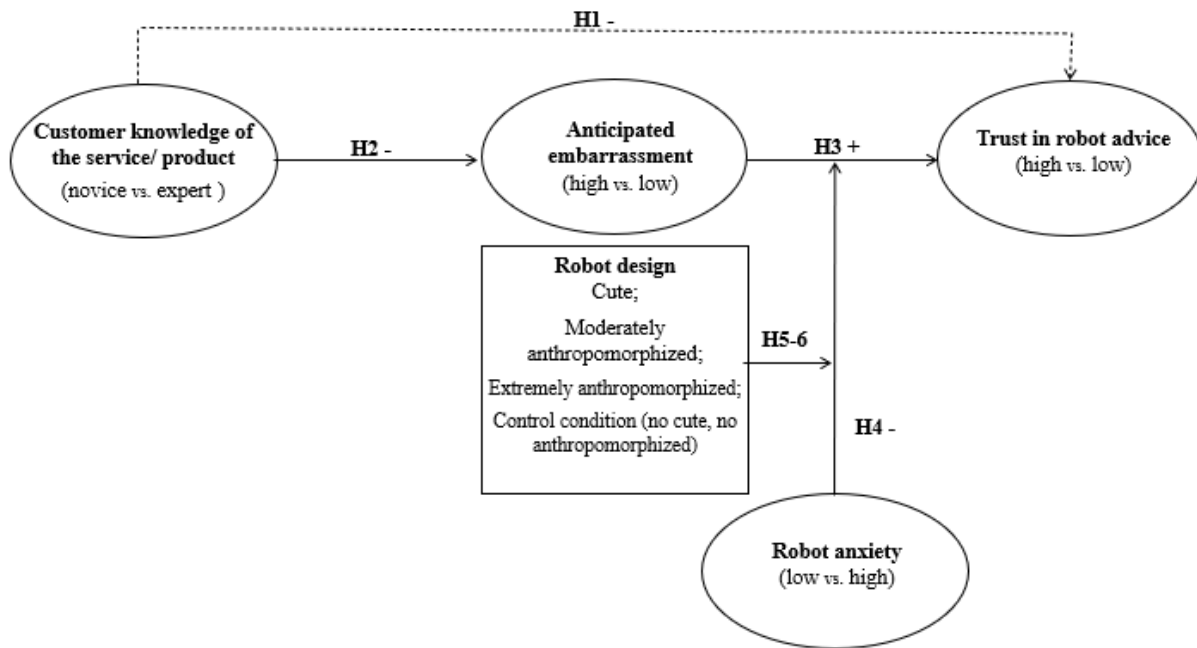 H1 -
Customer knowledge of
the service/ product
(novice vs. expert )
H2 -
Anticipated
embarrassment
(high vs. low)
H3 +
Trust in robot advice
(high vs. low)
Robot design
Cute;
Moderately
anthropomorphized;
Extremely anthropomorphized;
Control condition (no cute, no
anthropomorphized)
H5-6
H4 -
Robot anxiety
(low vs. high)